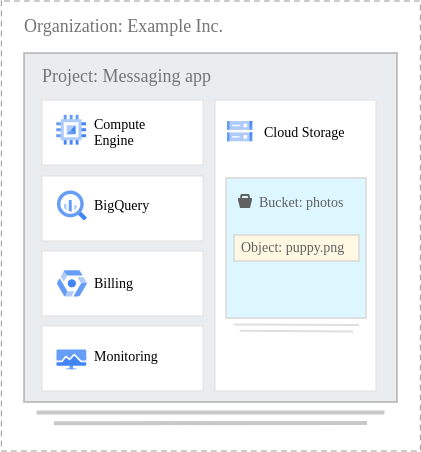 Organization: Example Inc.
Project: Messaging app
Compute
Engine
BigQuery
Billing
Monitoring
Cloud Storage
Bucket: photos
Object: puppy.png